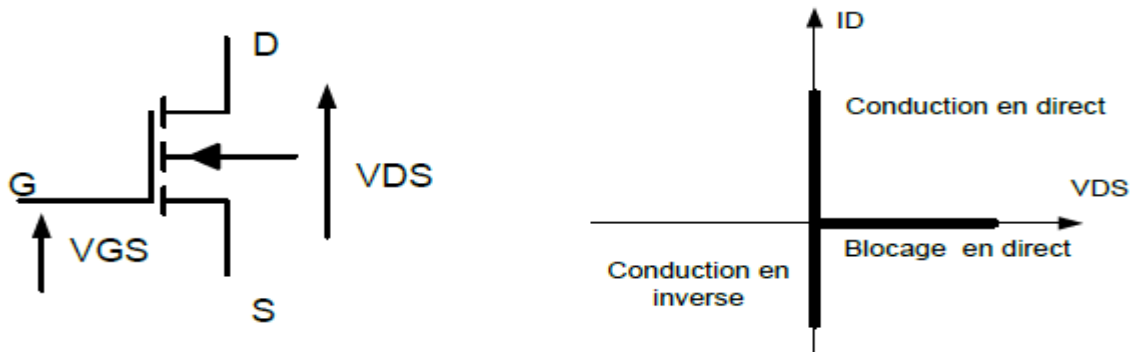 D
G
VGS
VDS
S
ID
Conduction en direct
VDS
Blocage en direct
Conduction en
inverse